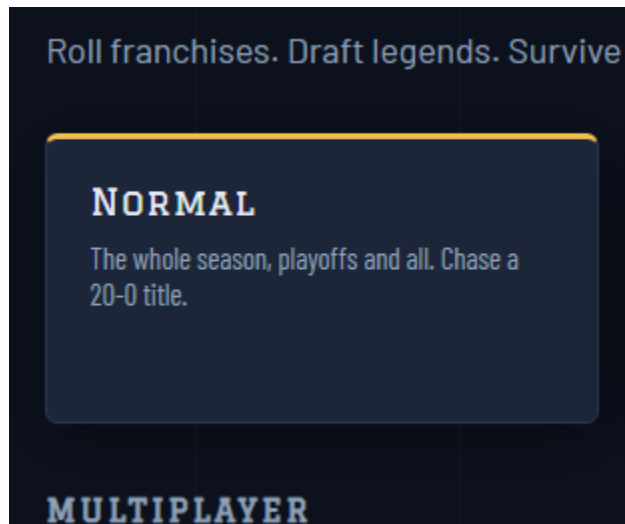 Roll franchises. Draft legends. Survive
Normal
The whole season, playoffs and all. Chase a
20-0 title.
MULTIPLAYER